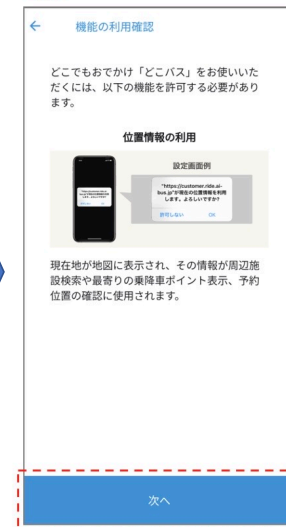 ← 機能の利用確認
どこでもおでかけ「どこバス」をお使いいた
だくには、以下の機能を許可する必要があり
ます。
位置情報の利用
設定画面例
"https://customer.ride.ai-
bus.jp"が現在の位置情報を利用
します。よろしいですか?
許可しない OK
現在地が地図に表示され、その情報が周辺施
設検索や最寄りの乗降車ポイント表示、予約
位置の確認に使用されます。
次へ